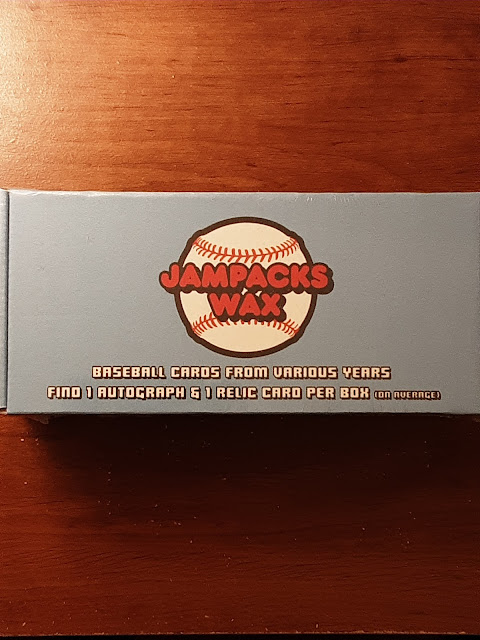 JAMPACKS
WAX
BASEBALL CARDS FROM VARIOUS YEARS
FIND 1 AUTOGRAPH & 1 RELIC CARD PER BOX (ON AVERAGE)